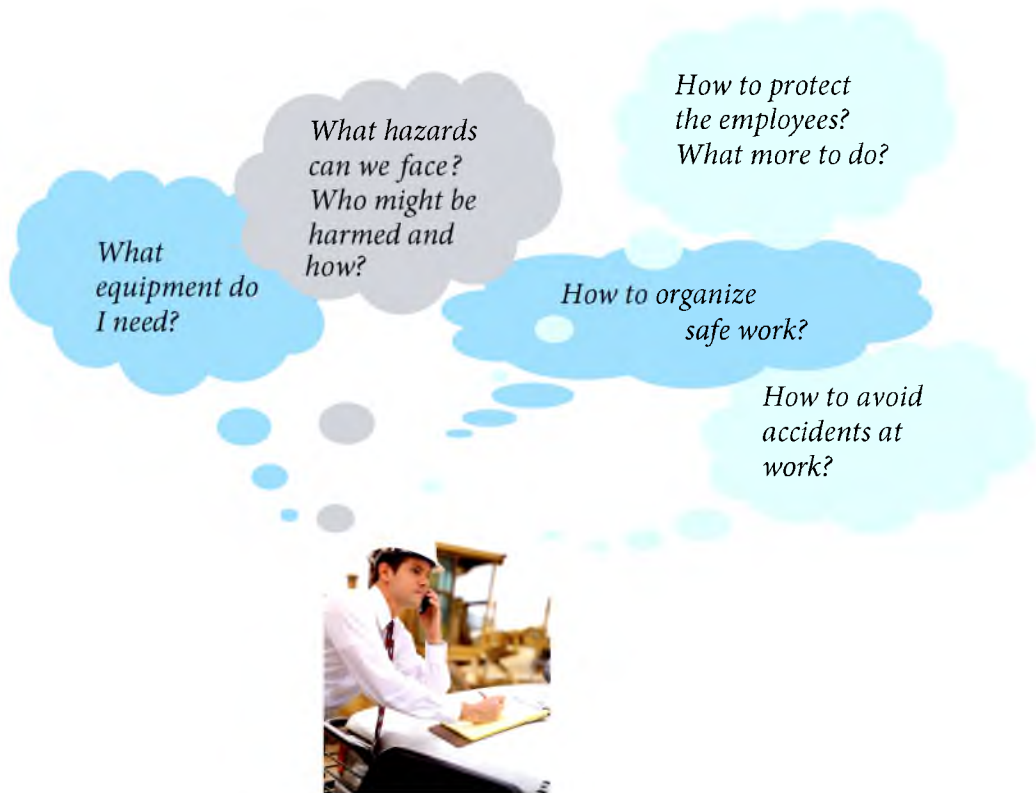 What
equipment do
I need?
What hazards
can we face?
Who might be
harmed and
how?
How to protect
the employees?
What more to do?
How to organize
safe work?
How to avoid
accidents at
work?